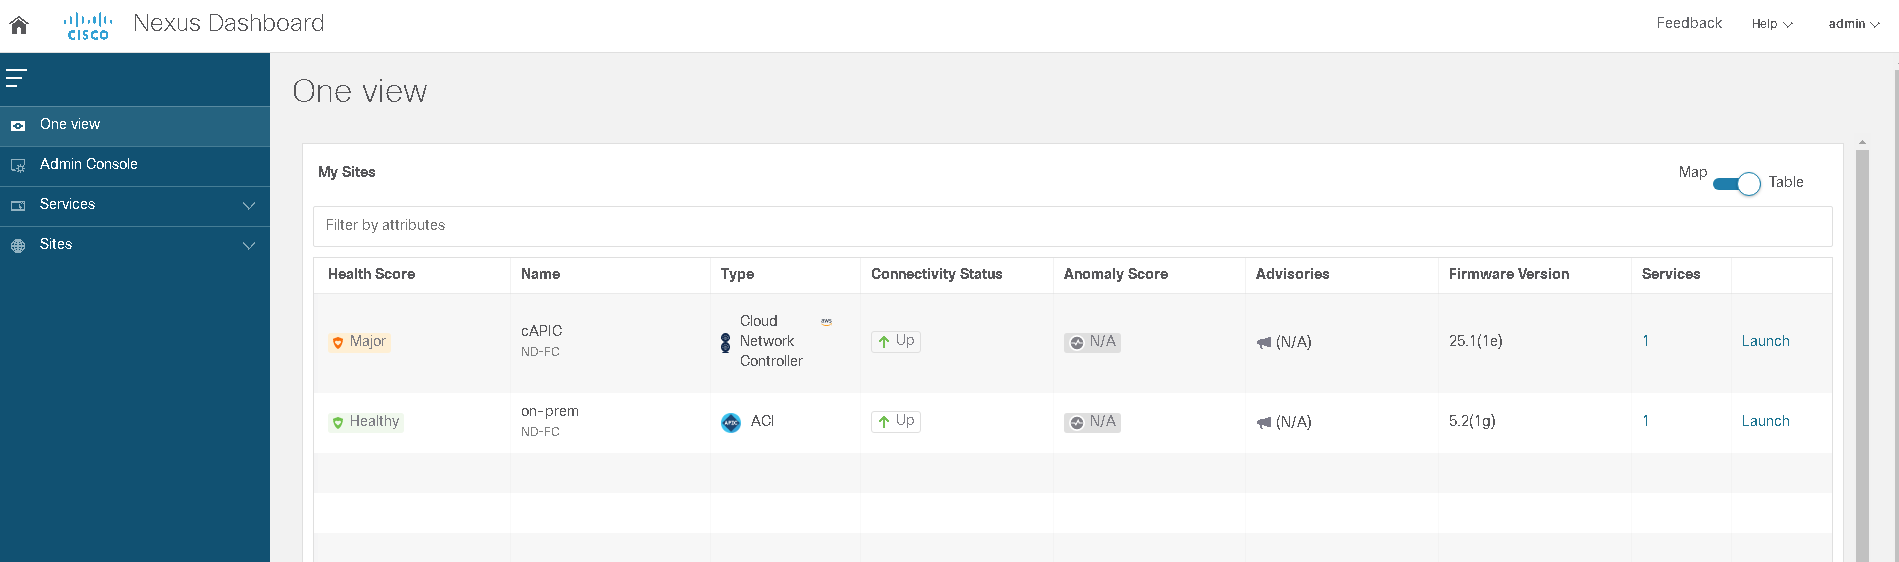 CISCO Nexus Dashboard Feedback Help admin
One view
One view
Admin Console
Services
Sites
My Sites
Map Table
Filter by attributes
Health Score Name Type Connectivity Status Anomaly Score Advisories Firmware Version Services
Major cAPIC ND-FC Cloud Network Controller aws Up N/A (N/A) 25.1(1e) 1 Launch
Healthy on-prem ND-FC APIC ACI Up N/A (N/A) 5.2(1g) 1 Launch